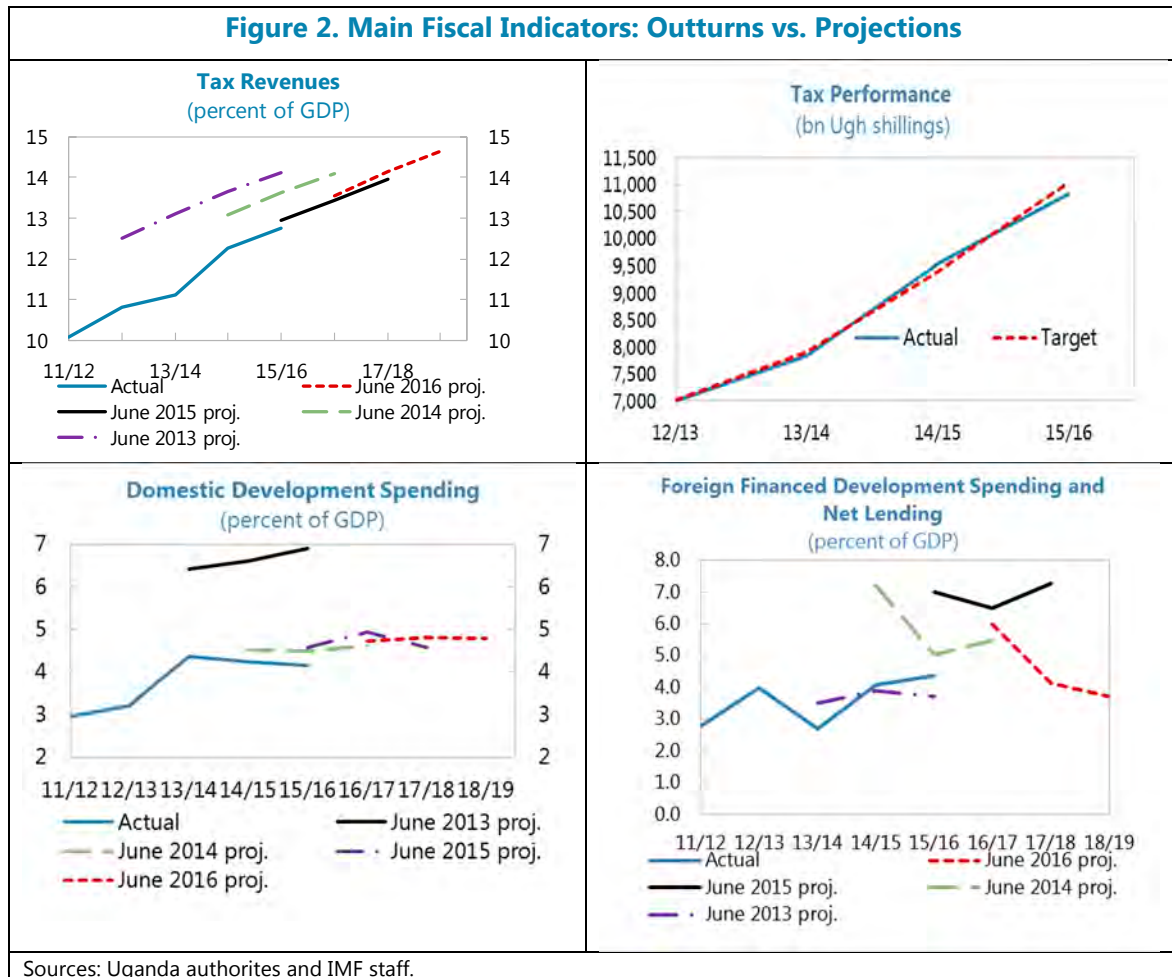 Figure 2. Main Fiscal Indicators: Outturns vs. Projections
Tax Revenues
(percent of GDP)
15 15
14 14
13 13
12 12
11 11
10 10
11/12 13/14 15/16 17/18
Actual June 2016 proj.
June 2015 proj. June 2014 proj.
June 2013 proj.
Tax Performance
(bn Ugh shillings)
11,500
11,000
10,500
10,000
9,500
9,000
8,500
8,000
7,500
7,000
Actual Target
12/13 13/14 14/15 15/16
Domestic Development Spending
(percent of GDP)
7 7
6 6
5 5
4 4
3 3
2 2
11/12 12/13 13/14 14/15 15/16 16/17 17/18 18/19
Actual June 2013 proj.
June 2014 proj. June 2015 proj.
June 2016 proj.
Foreign Financed Development Spending and
Net Lending
(percent of GDP)
8.0
7.0
6.0
5.0
4.0
3.0
2.0
1.0
0.0
11/12 12/13 13/14 14/15 15/16 16/17 17/18 18/19
Actual June 2016 proj.
June 2015 proj. June 2014 proj.
June 2013 proj.
Sources: Uganda authorites and IMF staff.